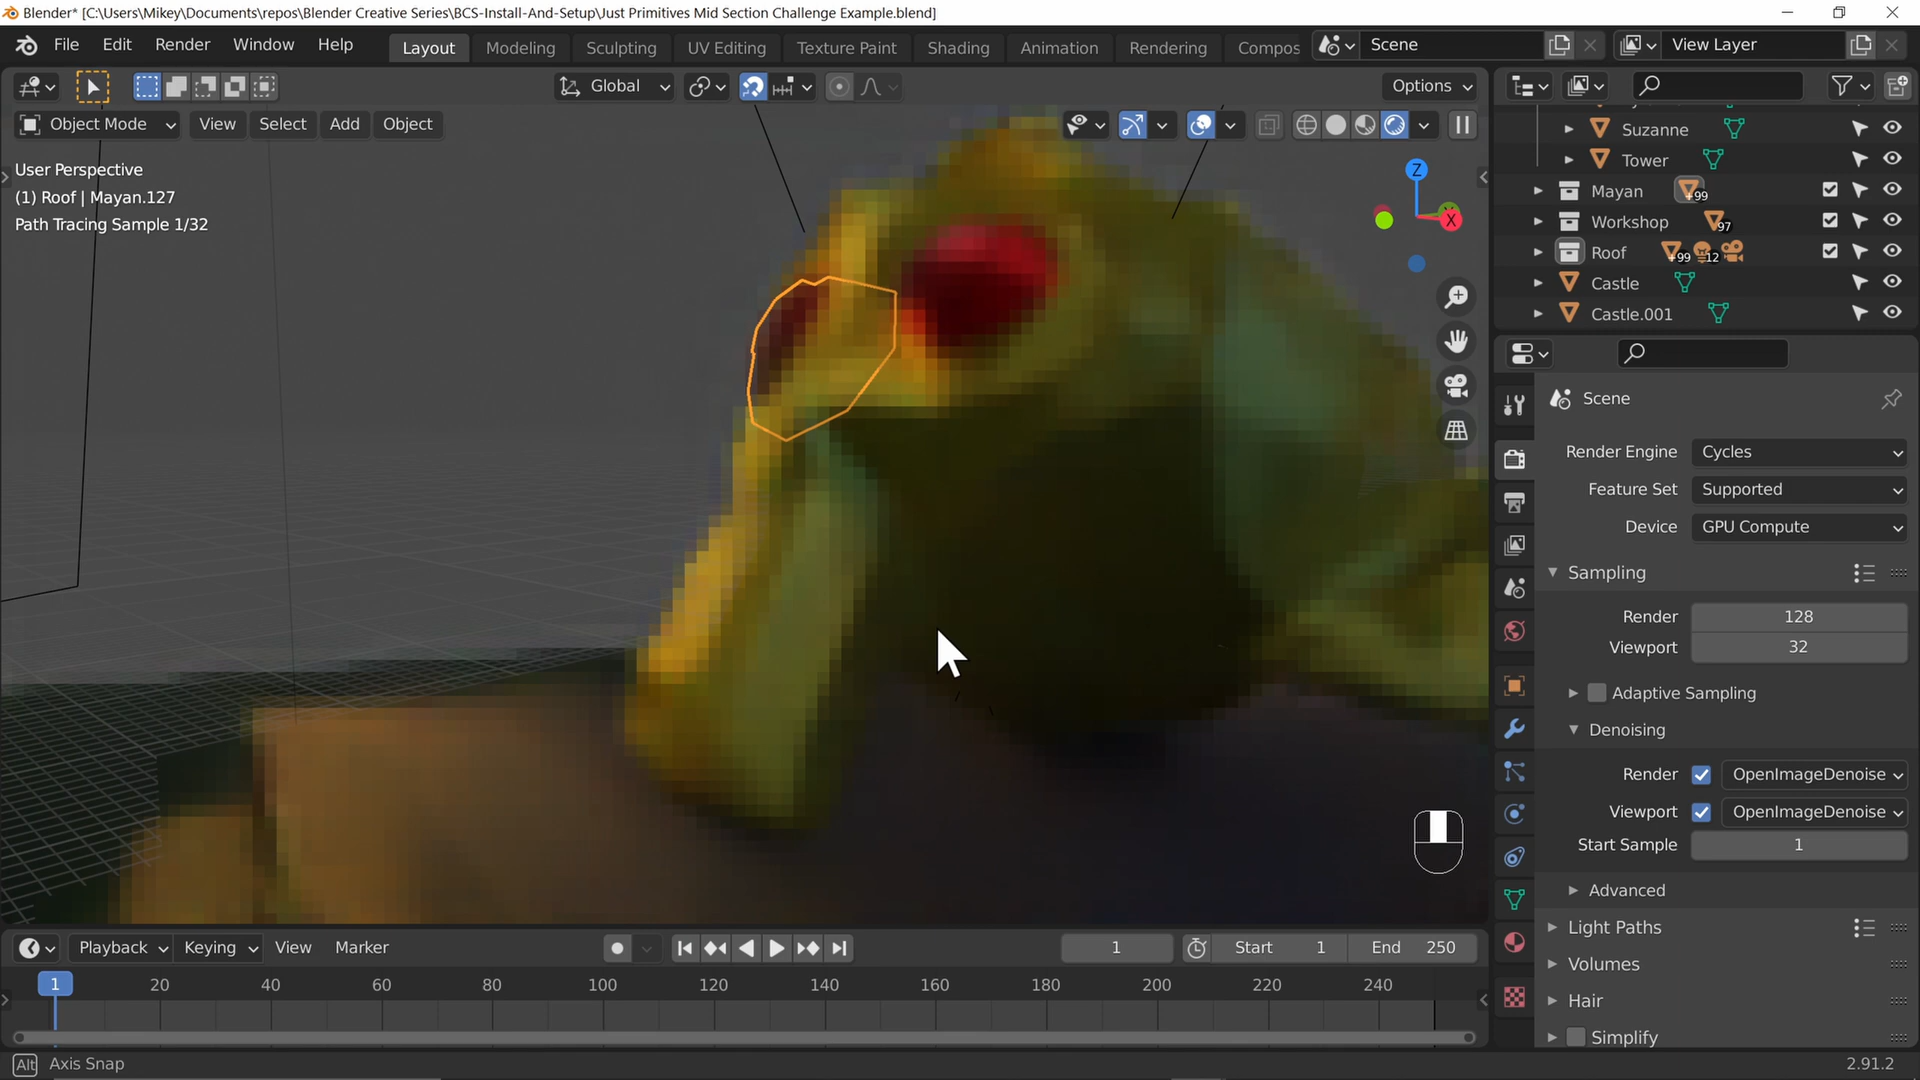 Blender* [C:\Users\Mikey\Documents\repos\Blender Creative Series\BCS-Install-And-Setup\Just Primitives Mid Section Challenge Example.blend]
File Edit Render Window Help Layout Modeling Sculpting UV Editing Texture Paint Shading Animation Rendering Compos Scene View Layer
Global Options
Object Mode View Select Add Object
User Perspective
(1) Roof | Mayan.127
Path Tracing Sample 1/32
Z
X
Suzanne
Tower
Mayan +99
Workshop 97
Roof +99 12
Castle
Castle.001
Scene
Render Engine Cycles
Feature Set Supported
Device GPU Compute
Sampling
Render 128
Viewport 32
Adaptive Sampling
Denoising
Render OpenImageDenoise
Viewport OpenImageDenoise
Start Sample 1
Advanced
Light Paths
Volumes
Hair
Simplify
Playback Keying View Marker 1 Start 1 End 250
1 20 40 60 80 100 120 140 160 180 200 220 240
Alt Axis Snap 2.91.2